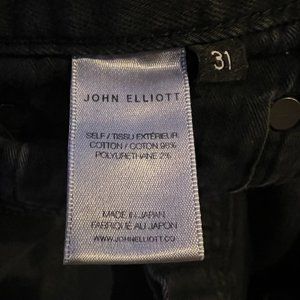 31
JOHN ELLIOTT
SELF / TISSU EXTÉRIEUR
COTTON / COTON 98%
POLYURETHANE 2%
MADE IN JAPAN
FABRIQUÉ AU JAPON
WWW.JOHNELLIOTT.CO